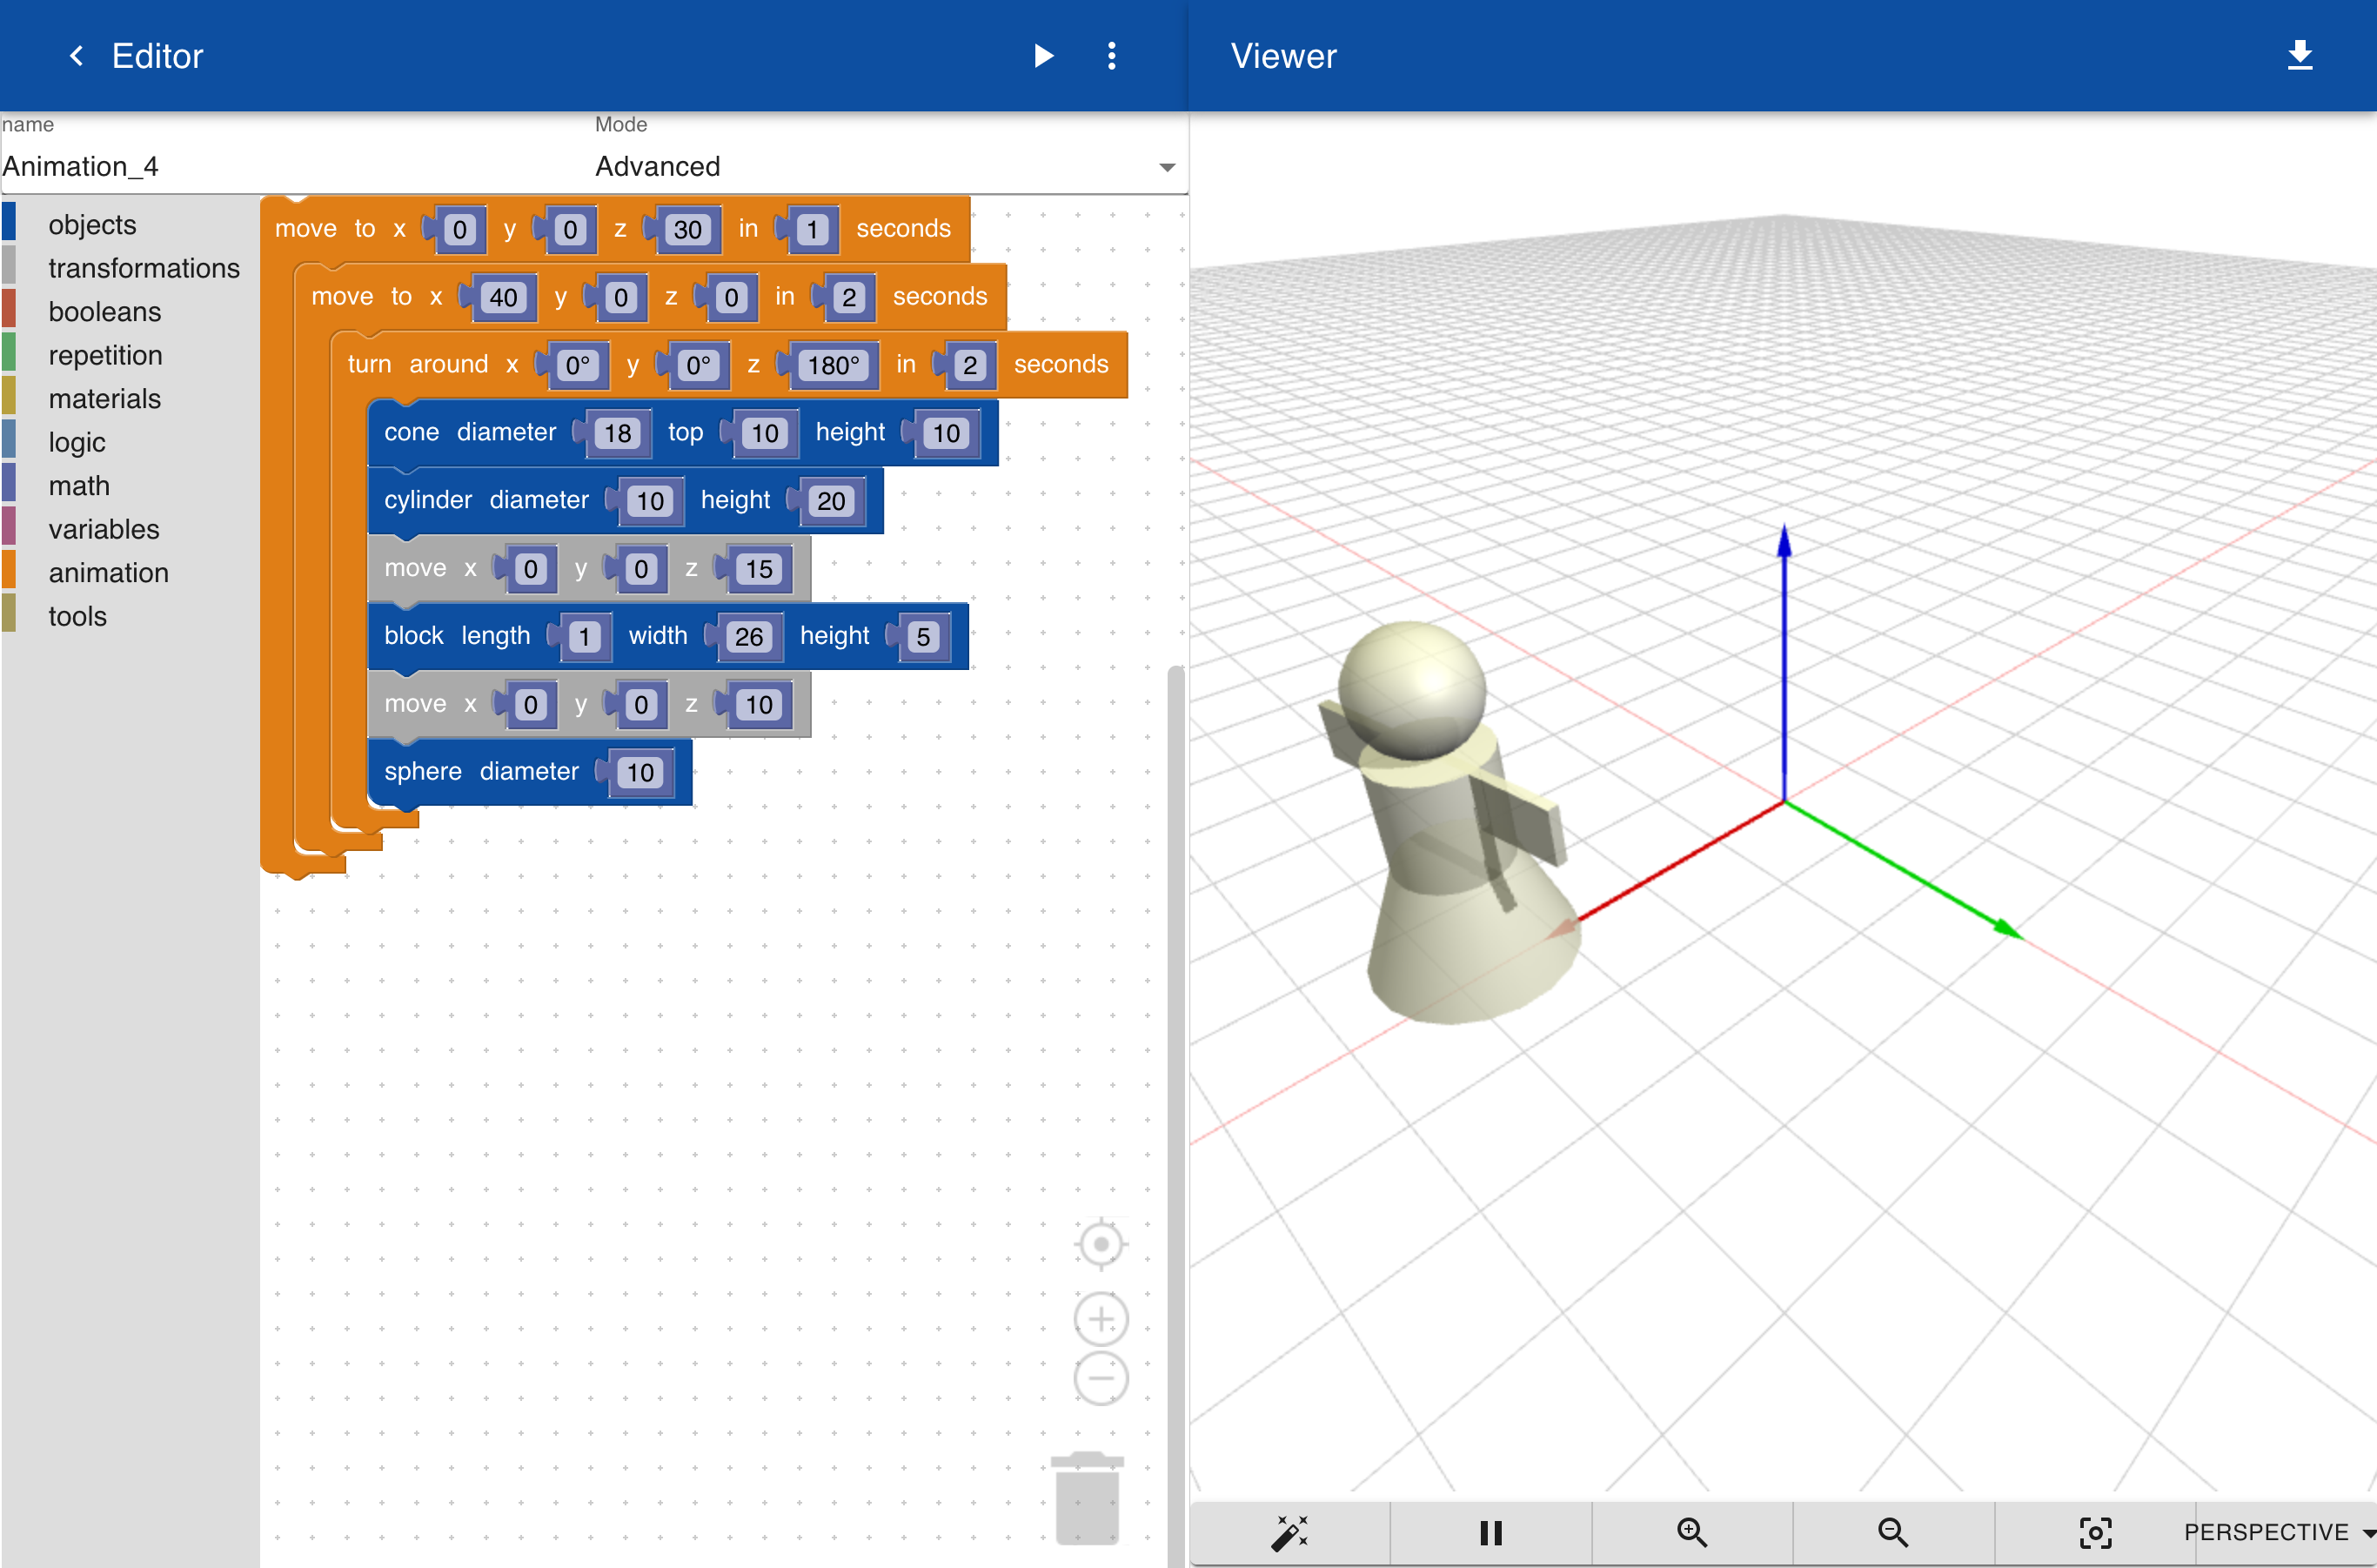 Editor
Viewer
name
Mode
Animation_4
Advanced
objects
transformations
booleans
repetition
materials
logic
math
variables
animation
tools
move to x 0 y 0 z 30 in 1 seconds
move to x 40 y 0 z 0 in 2 seconds
turn around x 0° y 0° z 180° in 2 seconds
cone diameter 18 top 10 height 10
cylinder diameter 10 height 20
move x 0 y 0 z 15
block length 1 width 26 height 5
move x 0 y 0 z 10
sphere diameter 10
PERSPECTIVE